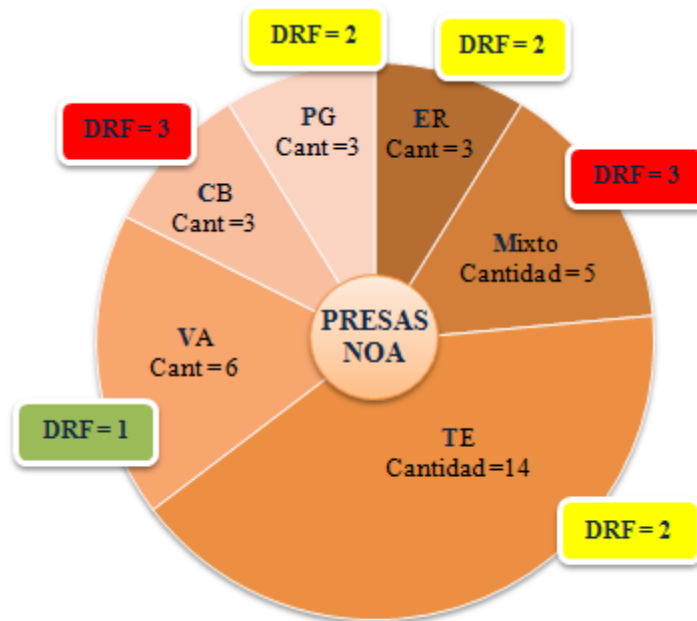 DRF = 2
DRF = 2
DRF = 3
PG
Cant =3
ER
Cant = 3
DRF = 3
CB
Cant =3
Mixto
Cantidad = 5
PRESAS
NOA
VA
Cant = 6
DRF = 1
TE
Cantidad =14
DRF = 2